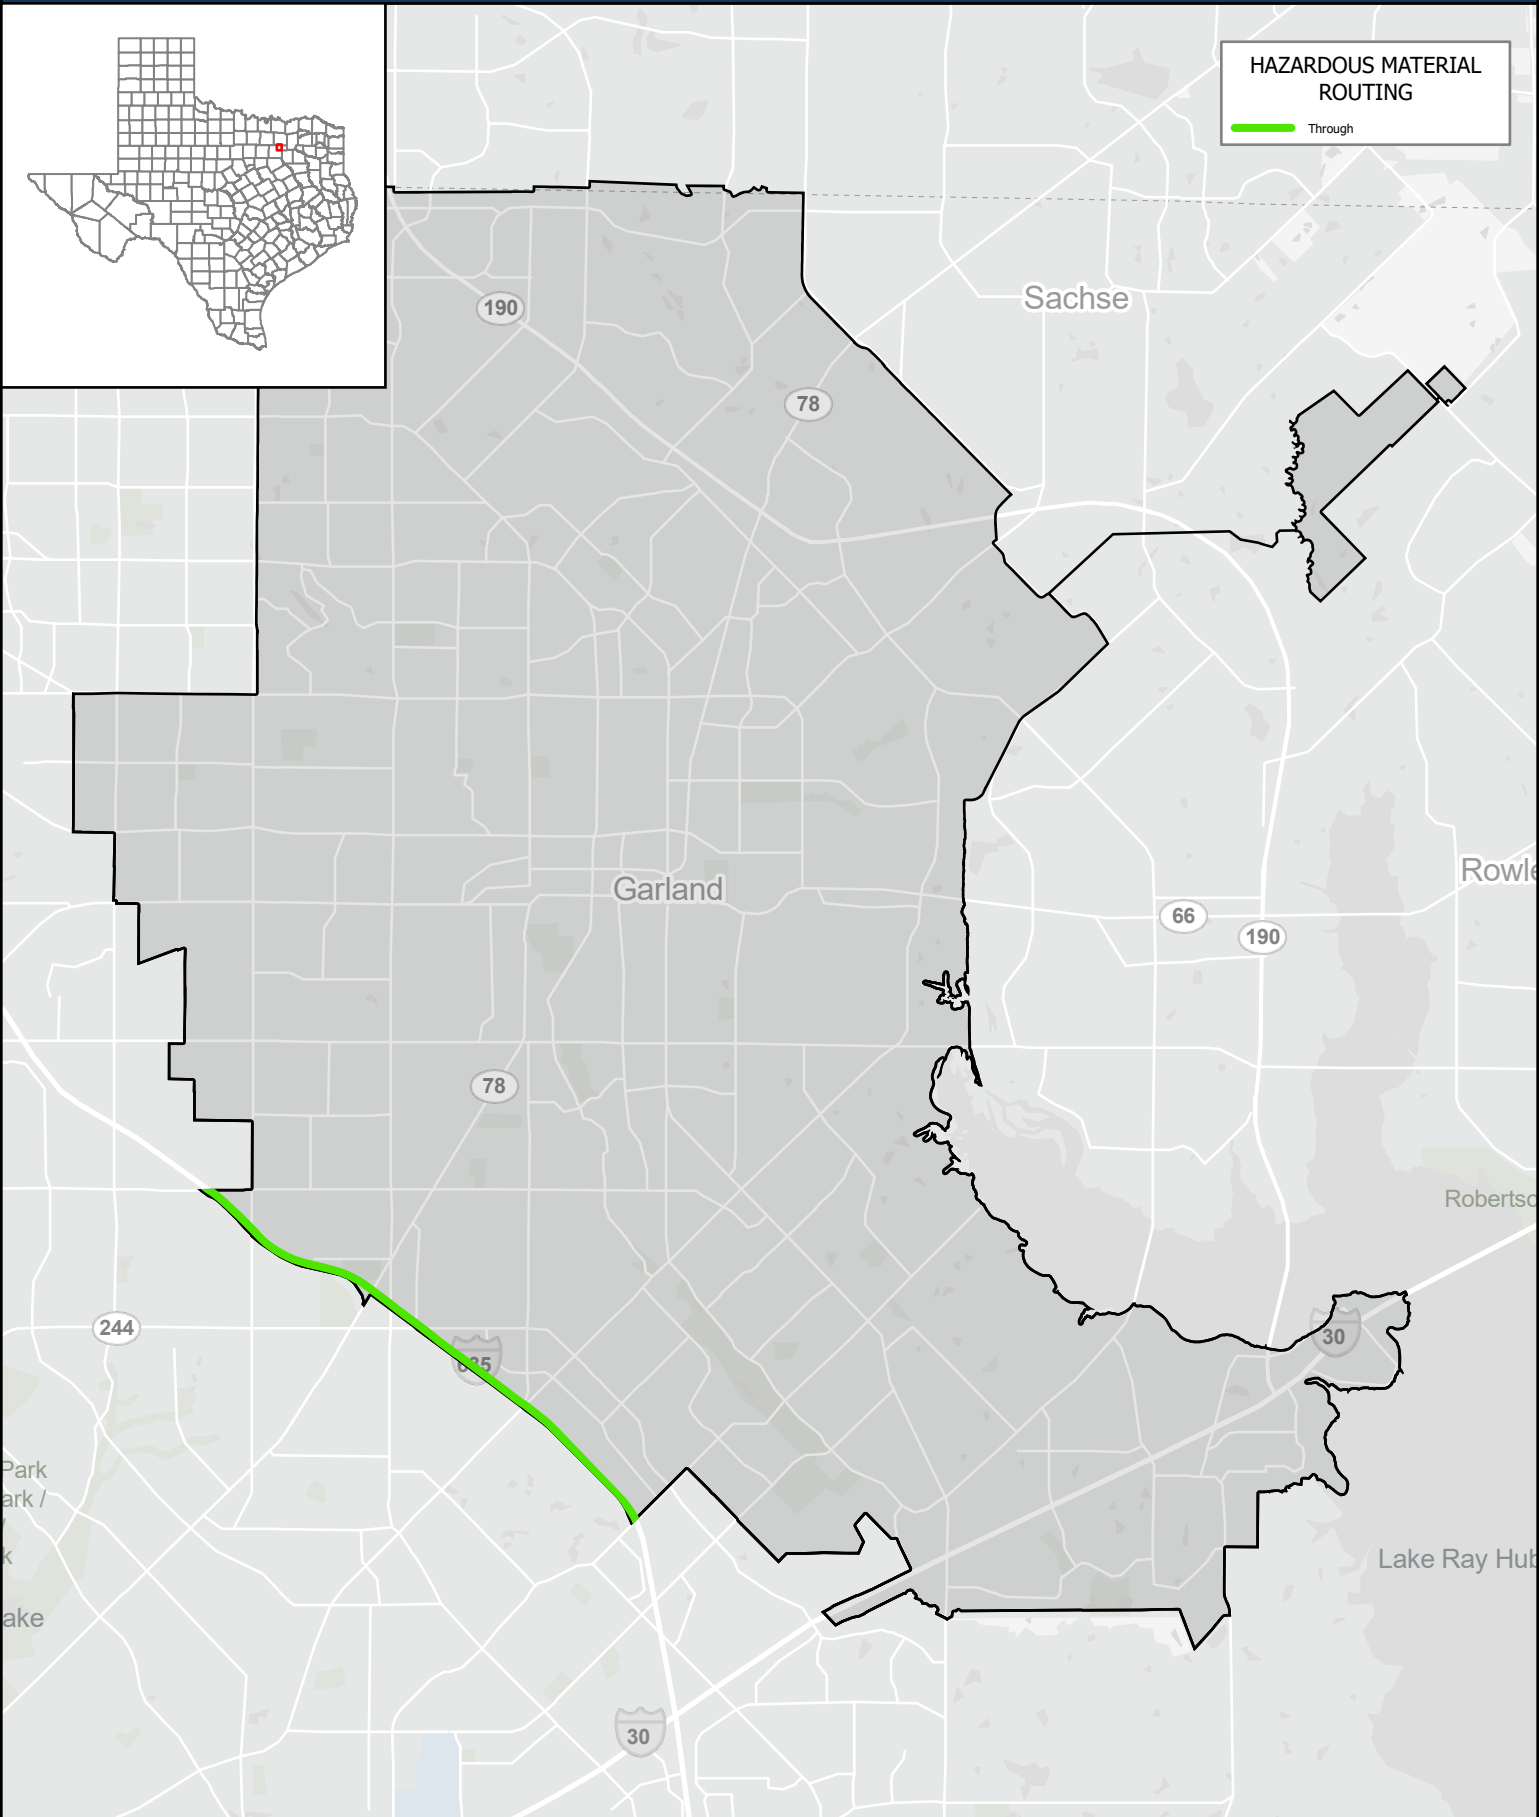 HAZARDOUS MATERIAL
ROUTING
Through
190
Sachse
78
Garland
66
Rowle
190
78
Robertso
244
635
30
Park
ark /
/
k
Lake Ray Hub
ake
30